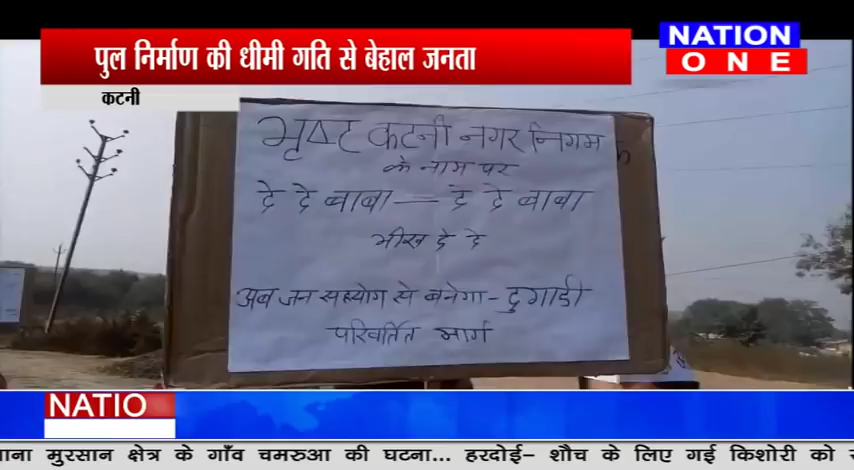 पुल निर्माण की धीमी गति से बेहाल जनता
NATION
ONE
कटनी
भृष्ट कटनी नगर निगम
के नाम पर
दे दे बाबा — दे दे बाबा
भीख दे दे
अब जन सहयोग से बनेगा - दुगाडी
परिवर्तित मार्ग
NATIO
ाना मुरसान क्षेत्र के गाँव चमरुआ की घटना... हरदोई– शौच के लिए गई किशोरी को